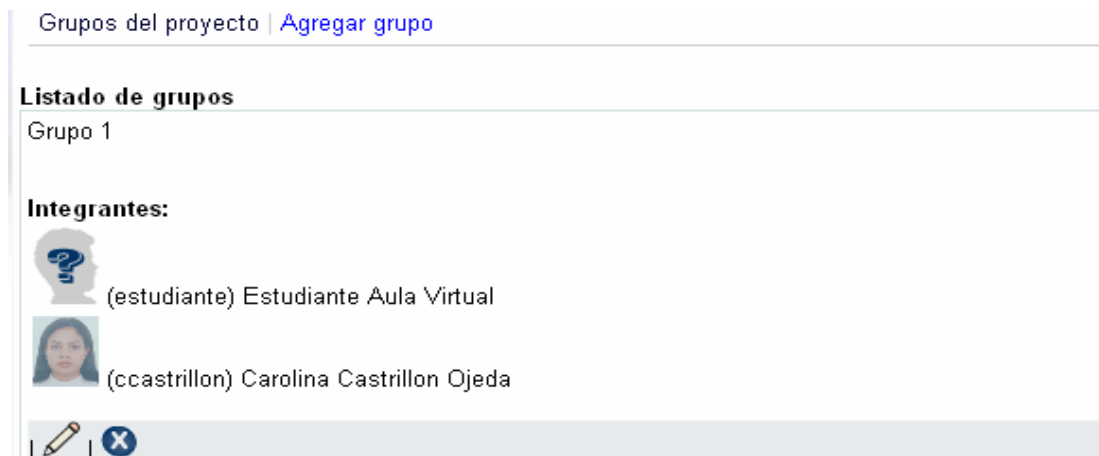 Grupos del proyecto | Agregar grupo
Listado de grupos
Grupo 1
Integrantes:
(estudiante) Estudiante Aula Virtual
(ccastrillon) Carolina Castrillon Ojeda